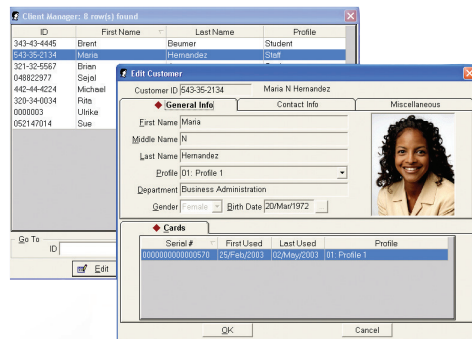 Client Manager: 8 row(s) found
ID First Name Last Name Profile
343-43-4445 Brent Beumer Student
543-35-2134 Maria Hernandez Staff
321-32-5567 Brian
048822977 Sejal
442-44-4224 Michael
320-34-0034 Rita
0000003 Ulrike
052147014 Sue
Go To
ID
Edit
Edit Customer
Customer ID 543-35-2134 Maria N Hernandez
General Info Contact Info Miscellaneous
First Name Maria
Middle Name N
Last Name Hernandez
Profile 01: Profile 1
Department Business Administration
Gender Female Birth Date 20/Mar/1972
Cards
Serial # First Used Last Used Profile
0000000000000570 25/Feb/2003 02/May/2003 01: Profile 1
OK Cancel